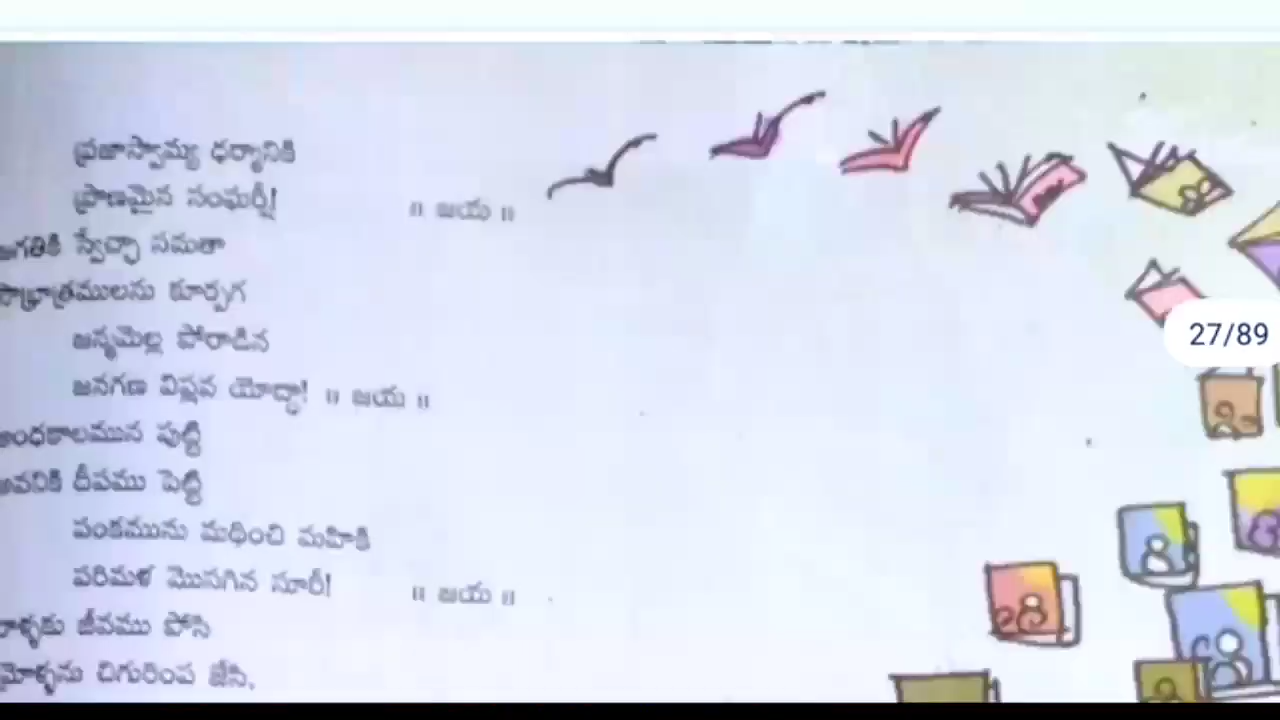 ప్రజాస్వామ్య ధర్మానికి
ప్రాణమైన సంఘర్షీ! ॥ జయ ॥
జగతికి స్వేచ్ఛా సమతా
సౌభ్రాత్రములను కూర్పగ
జన్మమెల్ల పోరాడిన
జనగణ విప్లవ యోద్ధా! ॥ జయ ॥
అంధకాలమున పుట్టి
అవనికి దీపము పెట్టి
పంకమును మథించి మహికి
పరిమళ మొసగిన సూరీ! ॥ జయ ॥
రాళ్ళకు జీవము పోసి
మోళ్ళను చిగురింప జేసి,
27/89